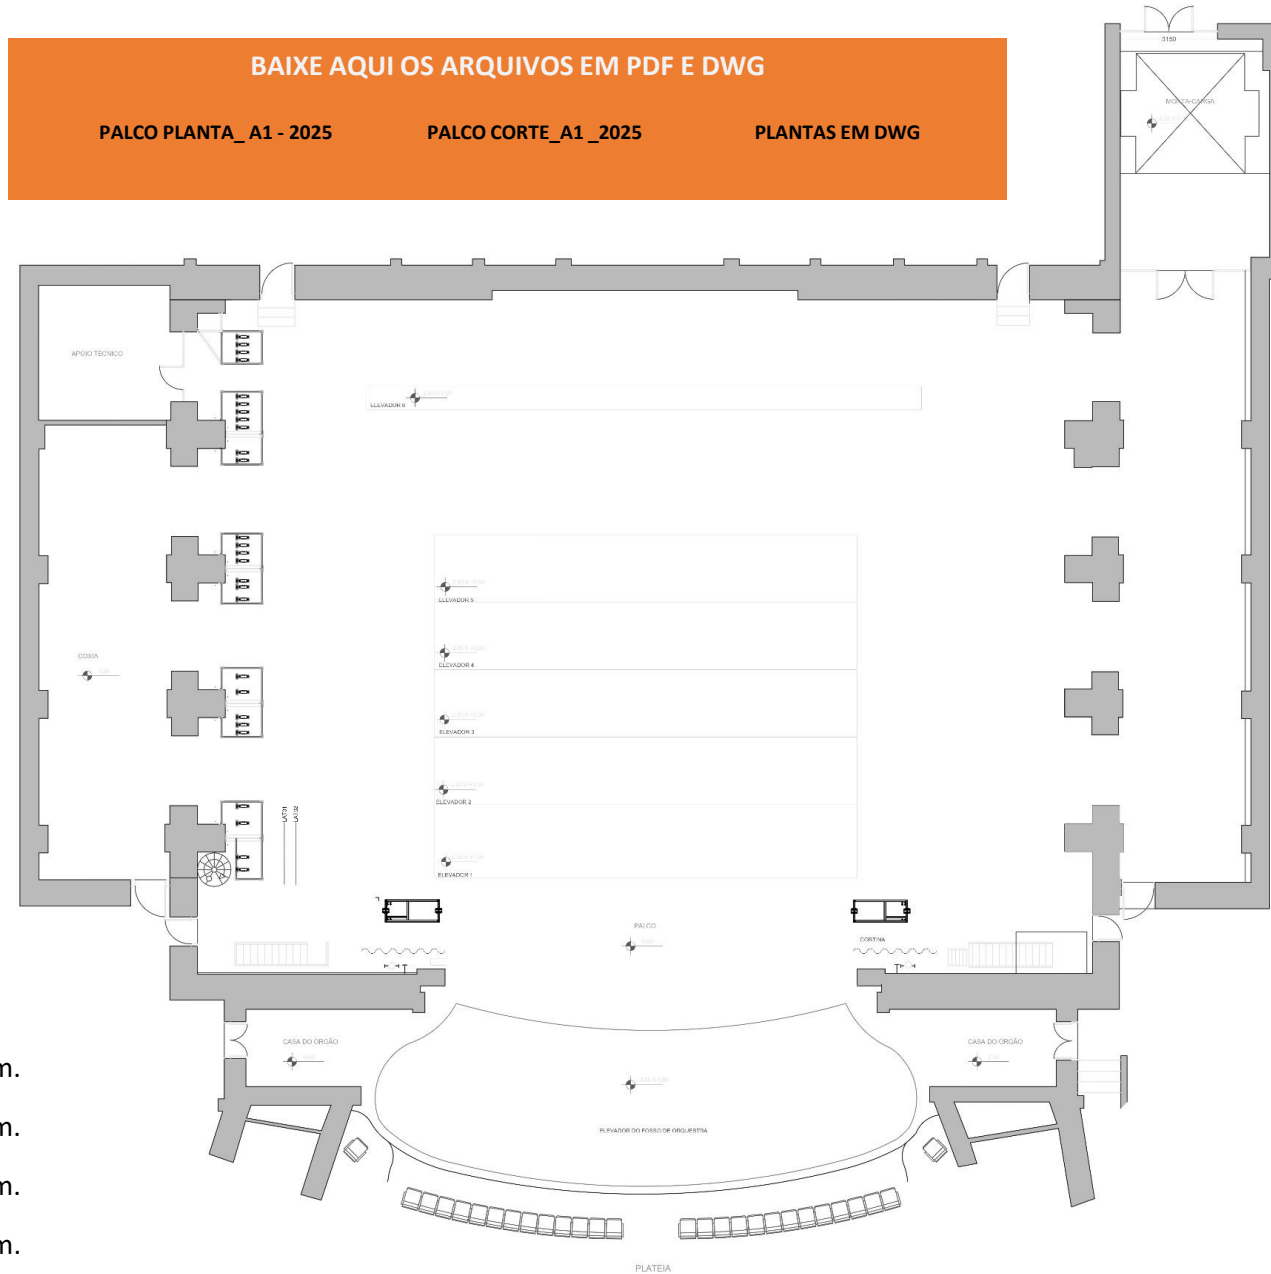 BAIXE AQUI OS ARQUIVOS EM PDF E DWG
PALCO PLANTA_ A1 - 2025 PALCO CORTE_A1 _2025 PLANTAS EM DWG
3150
MONTA-CARGA
APOIO TÉCNICO
ELEVADOR 6
ELEVADOR 5
COXIA
ELEVADOR 4
ELEVADOR 3
ELEVADOR 2
LAT01
LAT02
ELEVADOR 1
PALCO
CORTINA
CASA DO ÓRGÃO
CASA DO ÓRGÃO
m.
ELEVADOR DO FOSSO DE ORQUESTRA
m.
m.
m.
PLATEIA